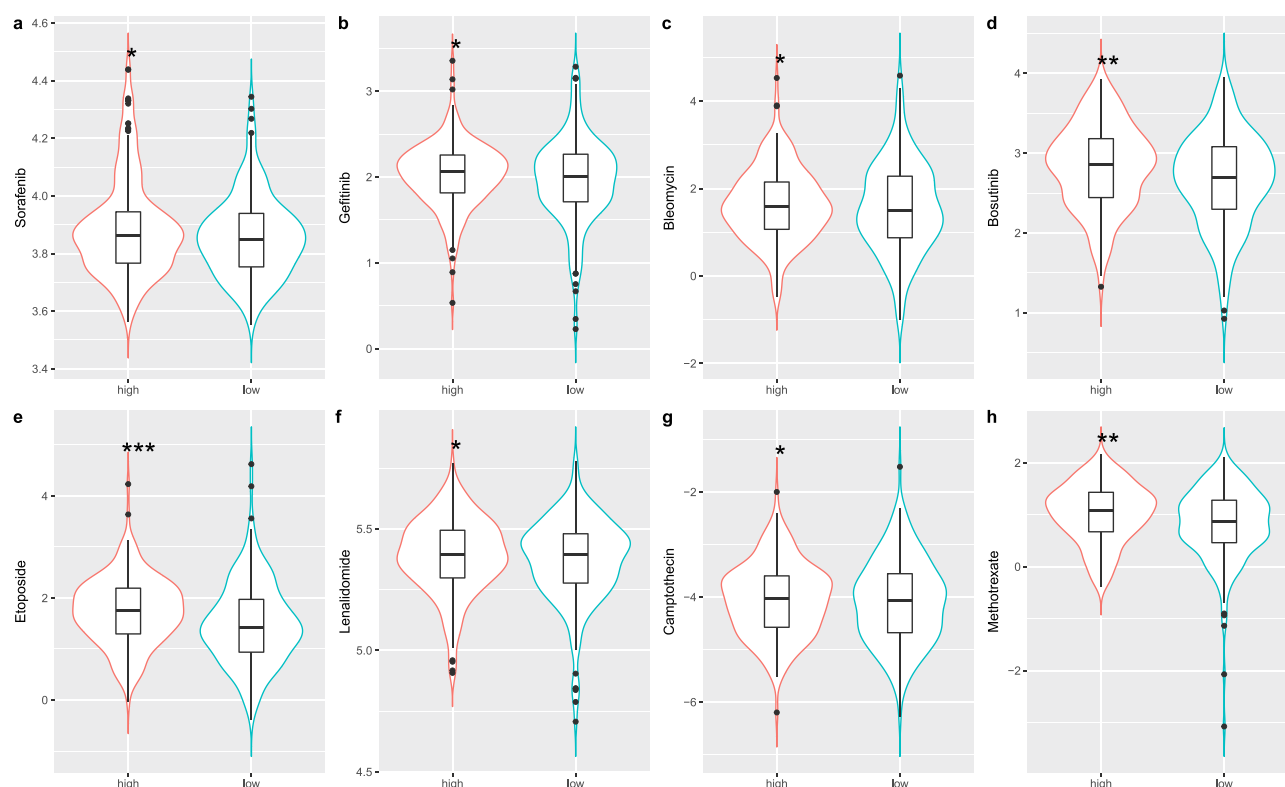 a
4.6
4.4
4.2
4.0
3.8
3.6
3.4
Sorafenib
*
high
low
b
3
2
1
0
Gefitinib
*
high
low
c
4
2
0
−2
Bleomycin
*
high
low
d
4
3
2
1
Bosutinib
**
high
low
e
4
2
0
Etoposide
***
high
low
f
5.5
5.0
4.5
Lenalidomide
*
high
low
g
−2
−4
−6
Camptothecin
*
high
low
h
2
0
−2
Methotrexate
**
high
low